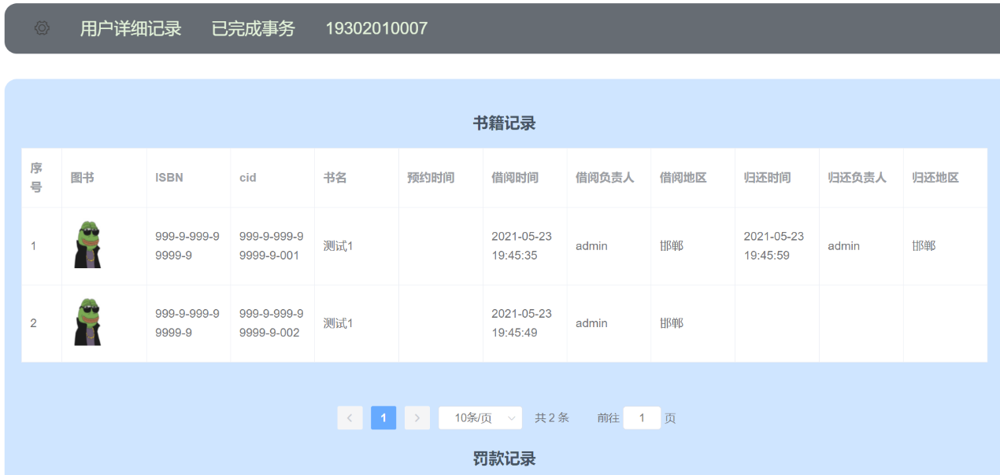 用户详细记录 已完成事务 19302010007
书籍记录
序号 图书 ISBN cid 书名 预约时间 借阅时间 借阅负责人 借阅地区 归还时间 归还负责人 归还地区
1 999-9-999-99999-9 999-9-999-99999-9-001 测试1 2021-05-23 19:45:35 admin 邯郸 2021-05-23 19:45:59 admin 邯郸
2 999-9-999-99999-9 999-9-999-99999-9-002 测试1 2021-05-23 19:45:49 admin 邯郸
1 10条/页 共 2 条 前往 1 页
罚款记录